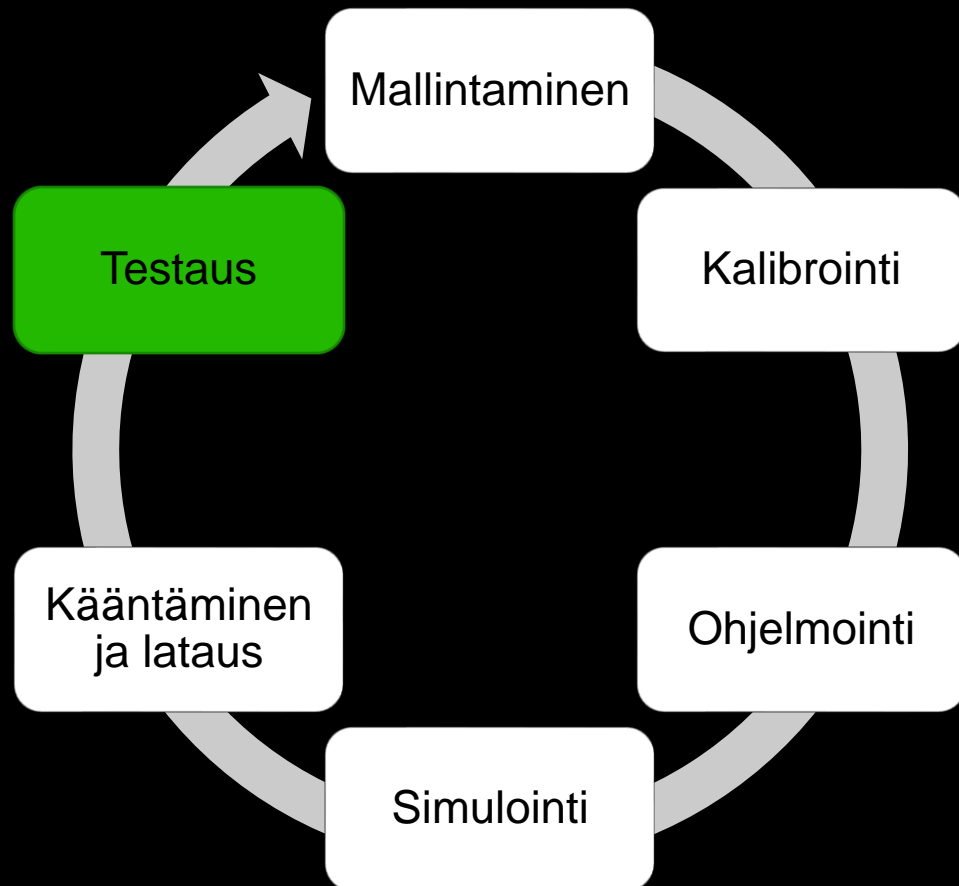 Mallintaminen
Kalibrointi
Ohjelmointi
Simulointi
Kääntäminen
ja lataus
Testaus